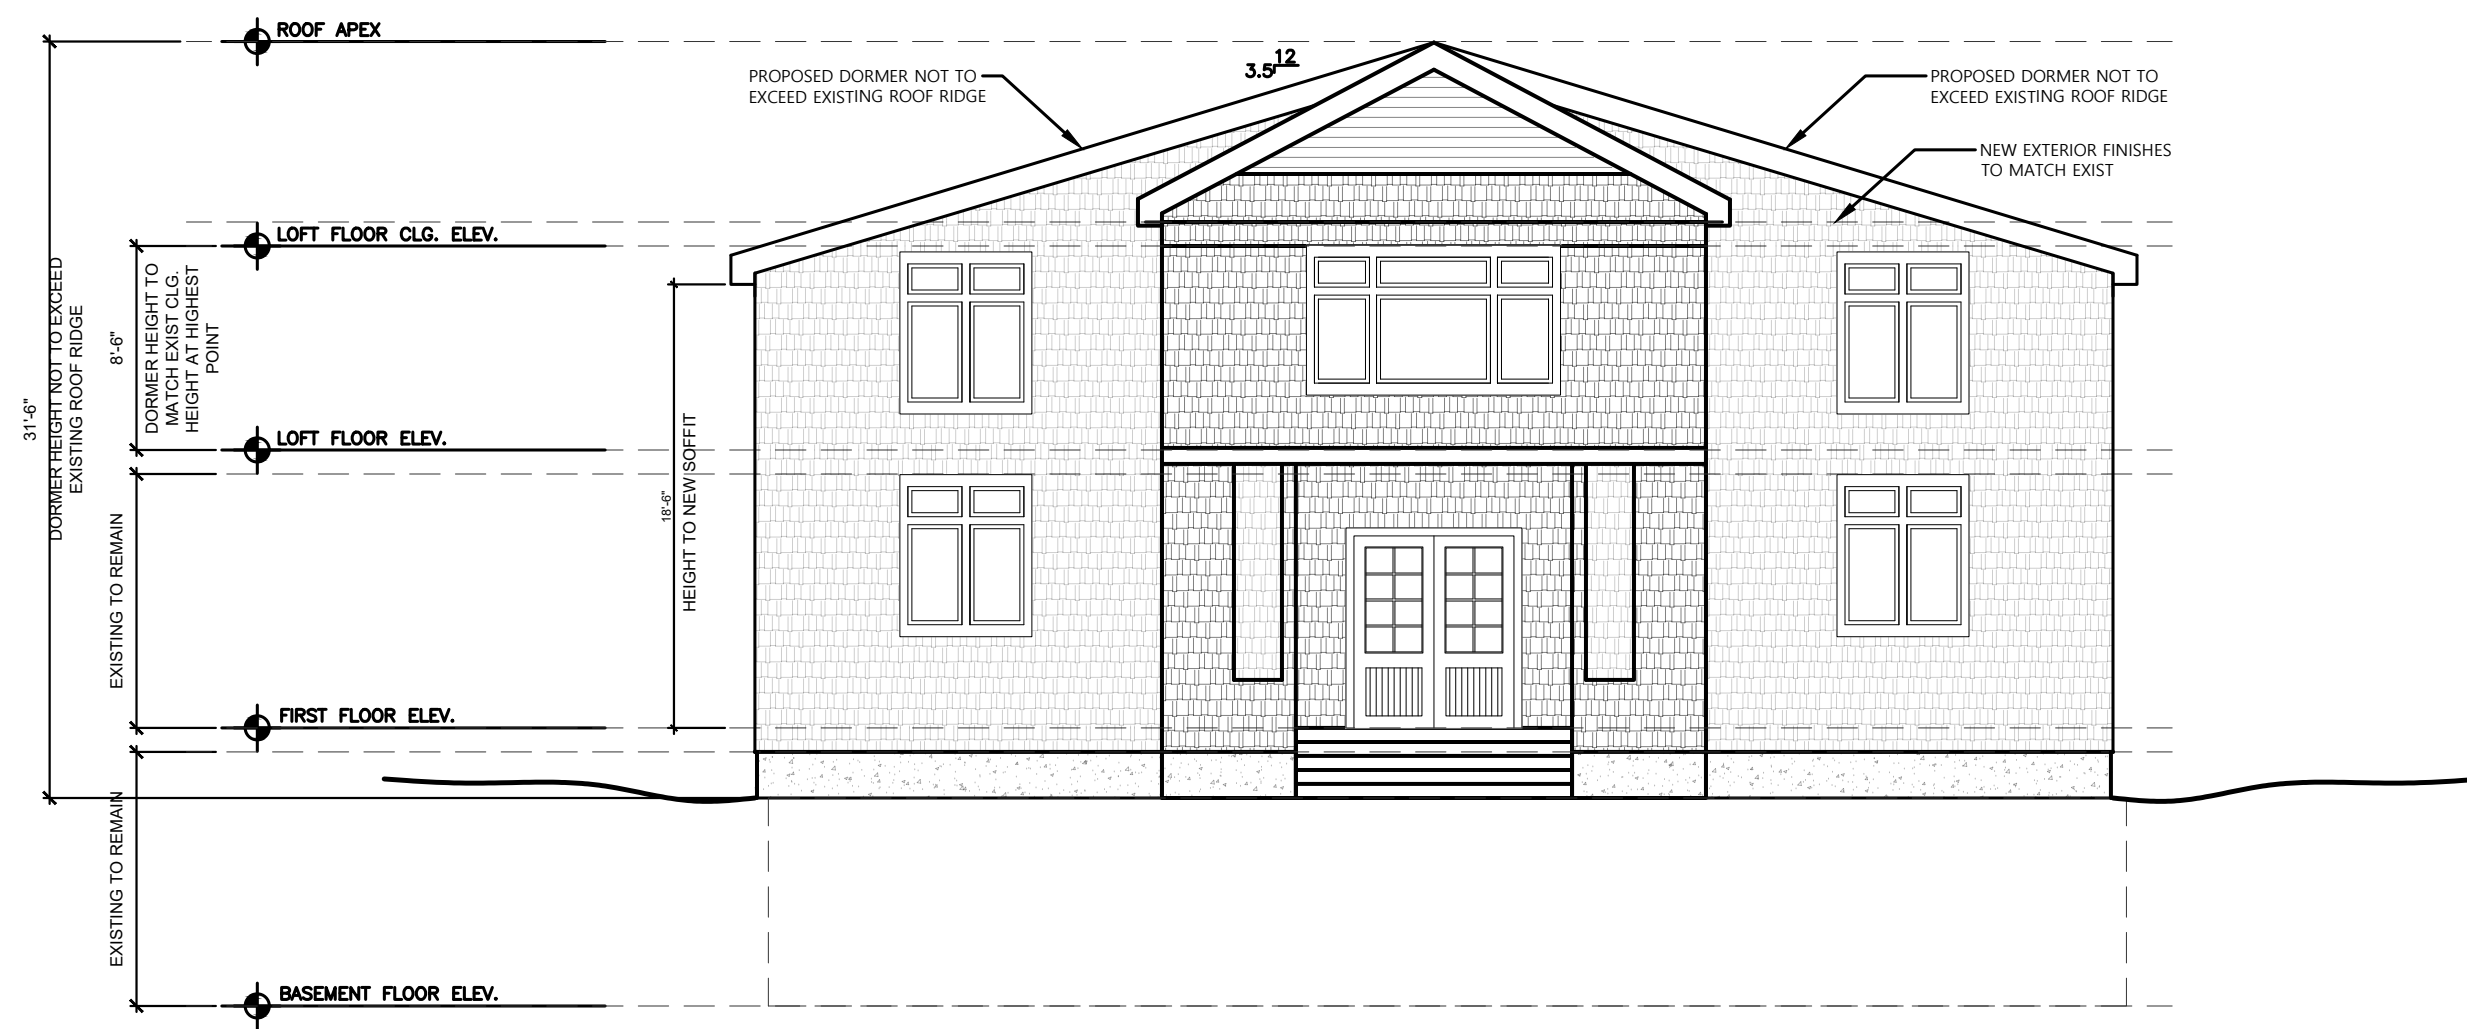 ROOF APEX
12
3.5
PROPOSED DORMER NOT TO
EXCEED EXISTING ROOF RIDGE
PROPOSED DORMER NOT TO
EXCEED EXISTING ROOF RIDGE
NEW EXTERIOR FINISHES
TO MATCH EXIST
LOFT FLOOR CLG. ELEV.
31'-6"
DORMER HEIGHT NOT TO EXCEED
EXISTING ROOF RIDGE
8'-6"
DORMER HEIGHT TO
MATCH EXIST CLG.
HEIGHT AT HIGHEST
POINT
LOFT FLOOR ELEV.
18'-6"
HEIGHT TO NEW SOFFIT
EXISTING TO REMAIN
FIRST FLOOR ELEV.
EXISTING TO REMAIN
BASEMENT FLOOR ELEV.